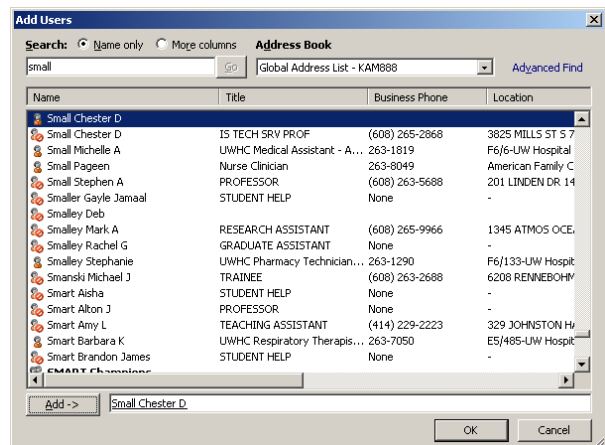 Add Users
Search: Name only More columns Address Book
small Go Global Address List - KAM888 Advanced Find
Name Title Business Phone Location
Small Chester D
Small Chester D IS TECH SRV PROF (608) 265-2868 3825 MILLS ST S 7
Small Michelle A UWHC Medical Assistant - A... 263-1819 F6/6-UW Hospital
Small Pageen Nurse Clinician 263-8049 American Family C
Small Stephen A PROFESSOR (608) 263-5688 201 LINDEN DR 14
Smaller Gayle Jamaal STUDENT HELP None -
Smalley Deb
Smalley Mark A RESEARCH ASSISTANT (608) 265-9966 1345 ATMOS OCE
Smalley Rachel G GRADUATE ASSISTANT None -
Smalley Stephanie UWHC Pharmacy Technician... 263-1290 F6/133-UW Hospit
Smanski Michael J TRAINEE (608) 263-2688 6208 RENNEBOHM
Smart Aisha STUDENT HELP None -
Smart Alton J PROFESSOR None -
Smart Amy L TEACHING ASSISTANT (414) 229-2223 329 JOHNSTON HA
Smart Barbara K UWHC Respiratory Therapis... 263-7050 E5/485-UW Hospit
Smart Brandon James STUDENT HELP None -
SMART Champions
Add -> Small Chester D
OK Cancel